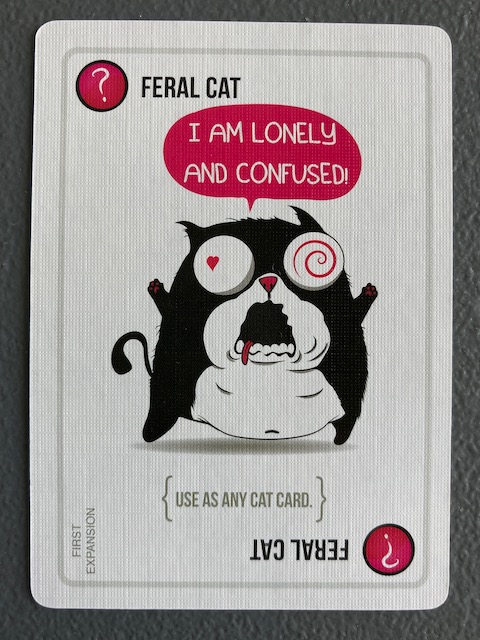 ?
FERAL CAT
I AM LONELY
AND CONFUSED!
{USE AS ANY CAT CARD.}
FIRST
EXPANSION
FERAL CAT
?